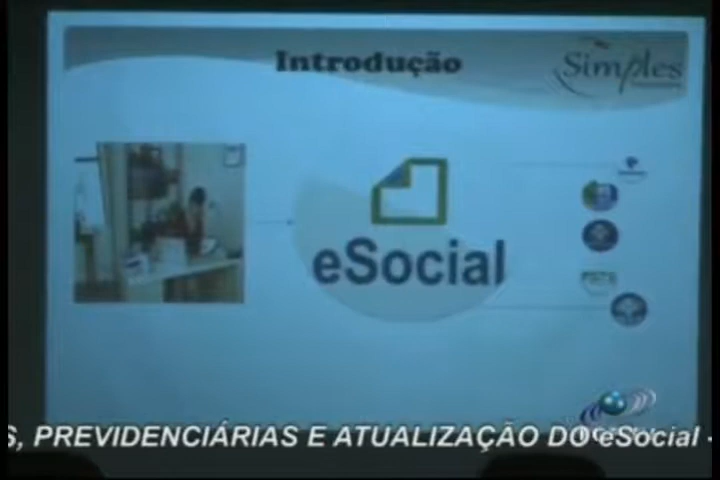 Introdução
Simples
eSocial
S, PREVIDENCIÁRIAS E ATUALIZAÇÃO DO eSocial -